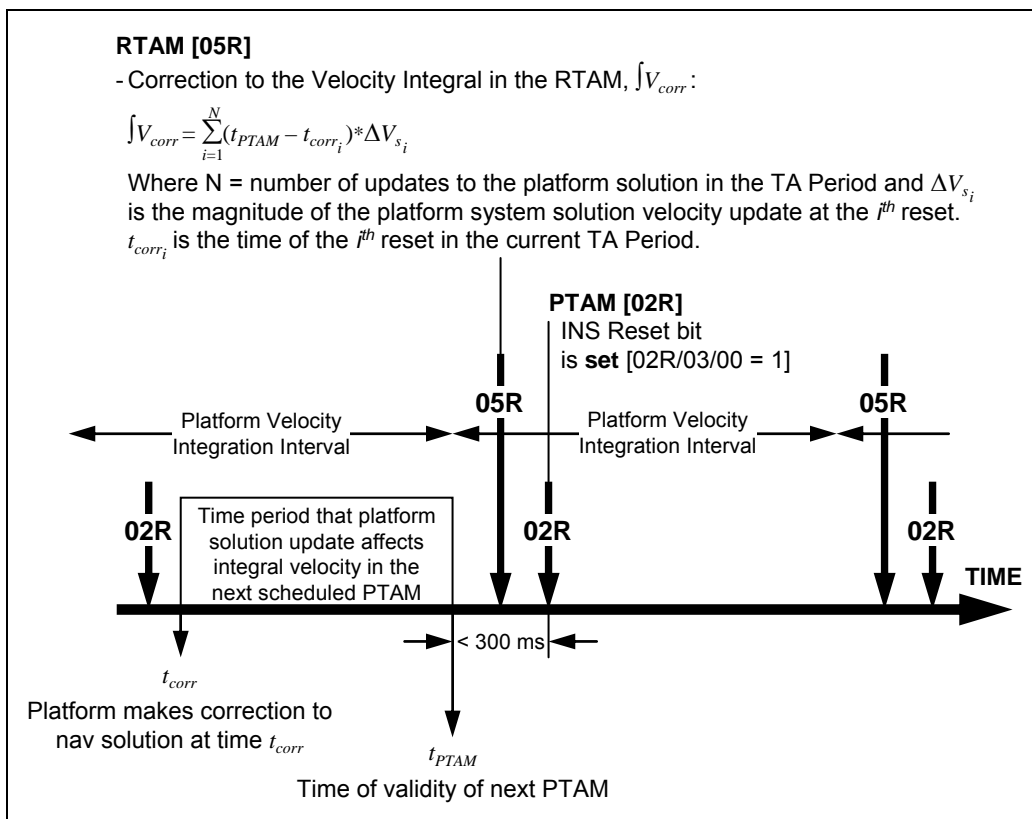 RTAM [05R]
- Correction to the Velocity Integral in the RTAM, ∫V_corr :
∫V_corr = ∑_{i=1}^{N} (t_PTAM – t_corr_i)*ΔV_s_i
Where N = number of updates to the platform solution in the TA Period and ΔV_s_i
is the magnitude of the platform system solution velocity update at the i^th reset.
t_corr_i is the time of the i^th reset in the current TA Period.
PTAM [02R]
INS Reset bit
is set [02R/03/00 = 1]
05R
05R
Platform Velocity
Integration Interval
Platform Velocity
Integration Interval
02R
Time period that platform
solution update affects
integral velocity in the
next scheduled PTAM
02R
02R
TIME
< 300 ms
t_corr
Platform makes correction to
nav solution at time t_corr
t_PTAM
Time of validity of next PTAM